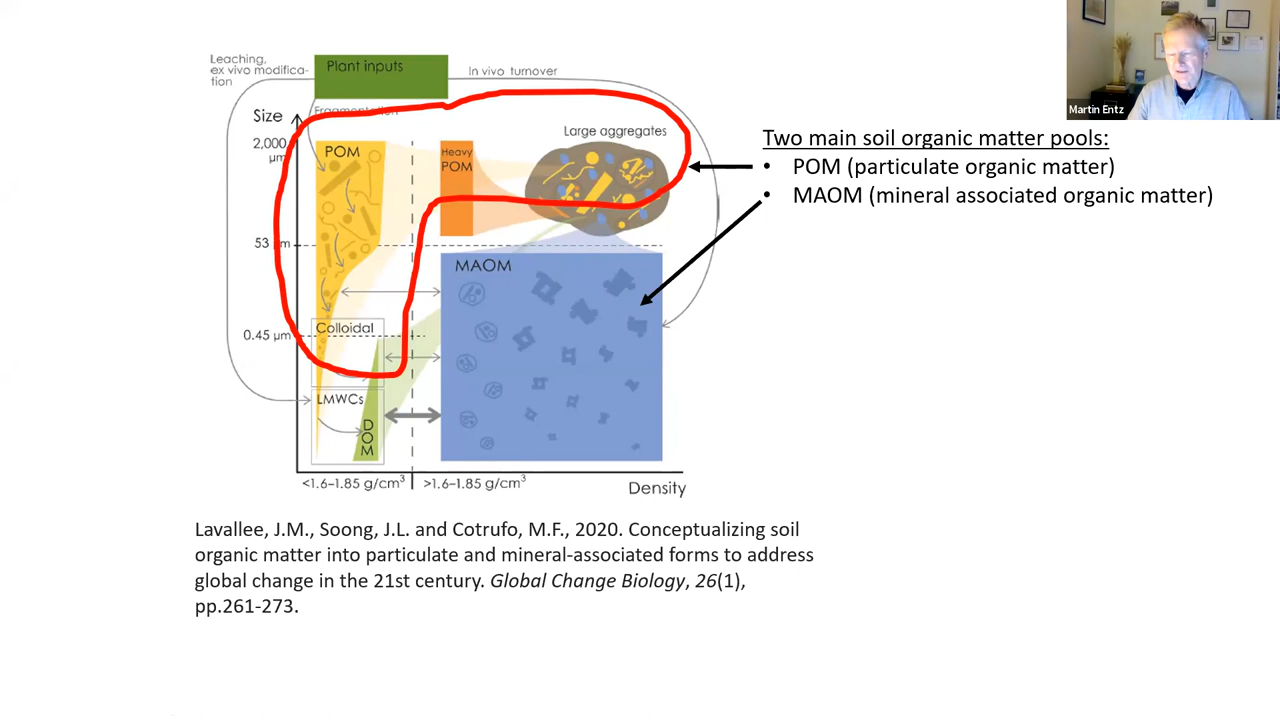 Leaching,
ex vivo modifica-
tion
Plant inputs
In vivo turnover
Fragmentation
Size
2,000
µm
POM
Heavy
POM
Large aggregates
53 µm
MAOM
Colloidal
0.45 µm
LMWCs
DOM
<1.6–1.85 g/cm³
>1.6–1.85 g/cm³
Density
Martin Entz
Two main soil organic matter pools:
• POM (particulate organic matter)
• MAOM (mineral associated organic matter)
Lavallee, J.M., Soong, J.L. and Cotrufo, M.F., 2020. Conceptualizing soil
organic matter into particulate and mineral-associated forms to address
global change in the 21st century. Global Change Biology, 26(1),
pp.261-273.